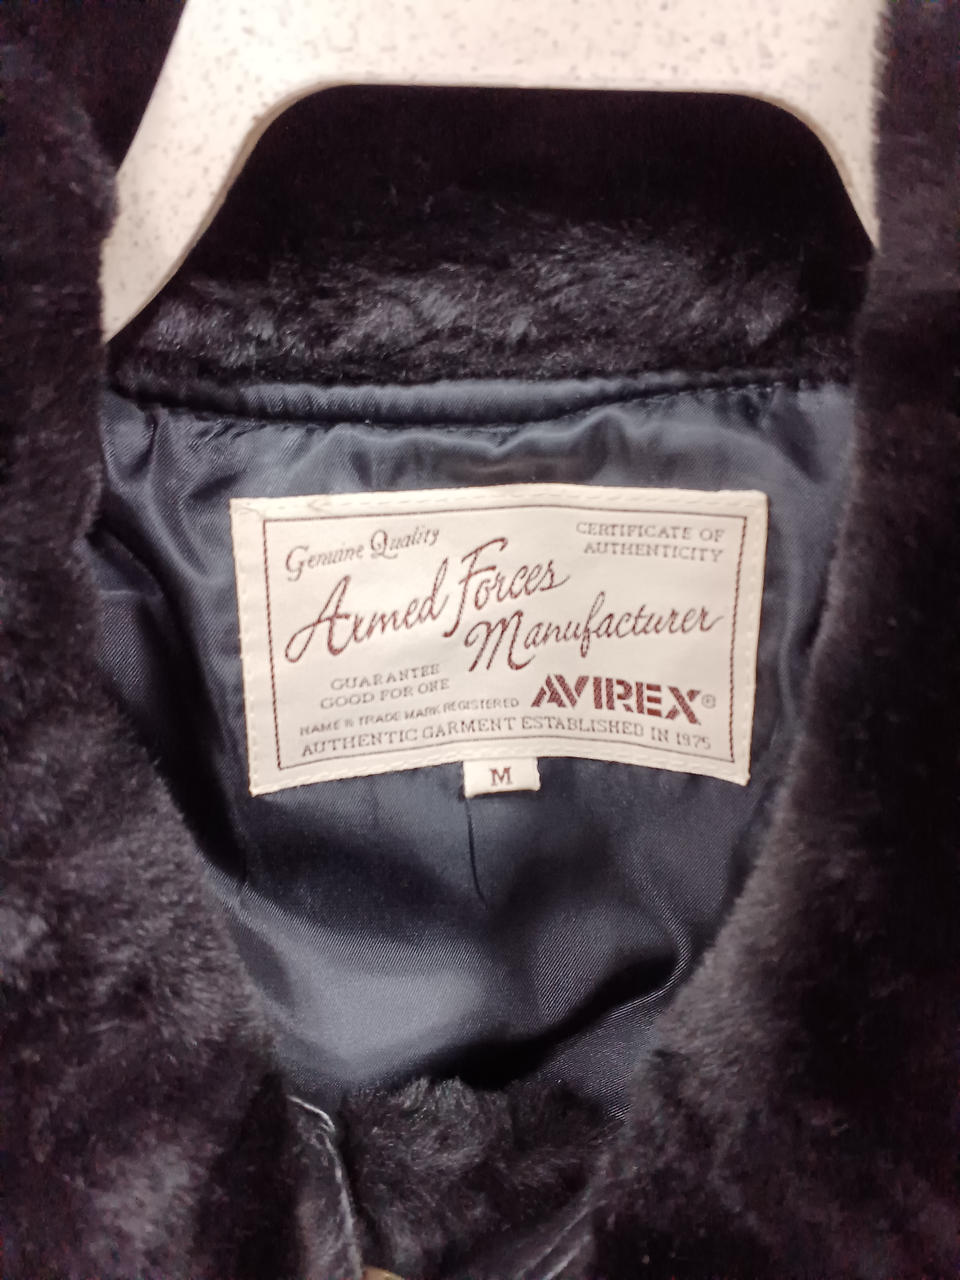 Genuine Quality
CERTIFICATE OF
AUTHENTICITY
Armed Forces
Manufacturer
GUARANTEE
GOOD FOR ONE
NAME & TRADE MARK REGISTERED
AVIREX®
AUTHENTIC GARMENT ESTABLISHED IN 1975
M